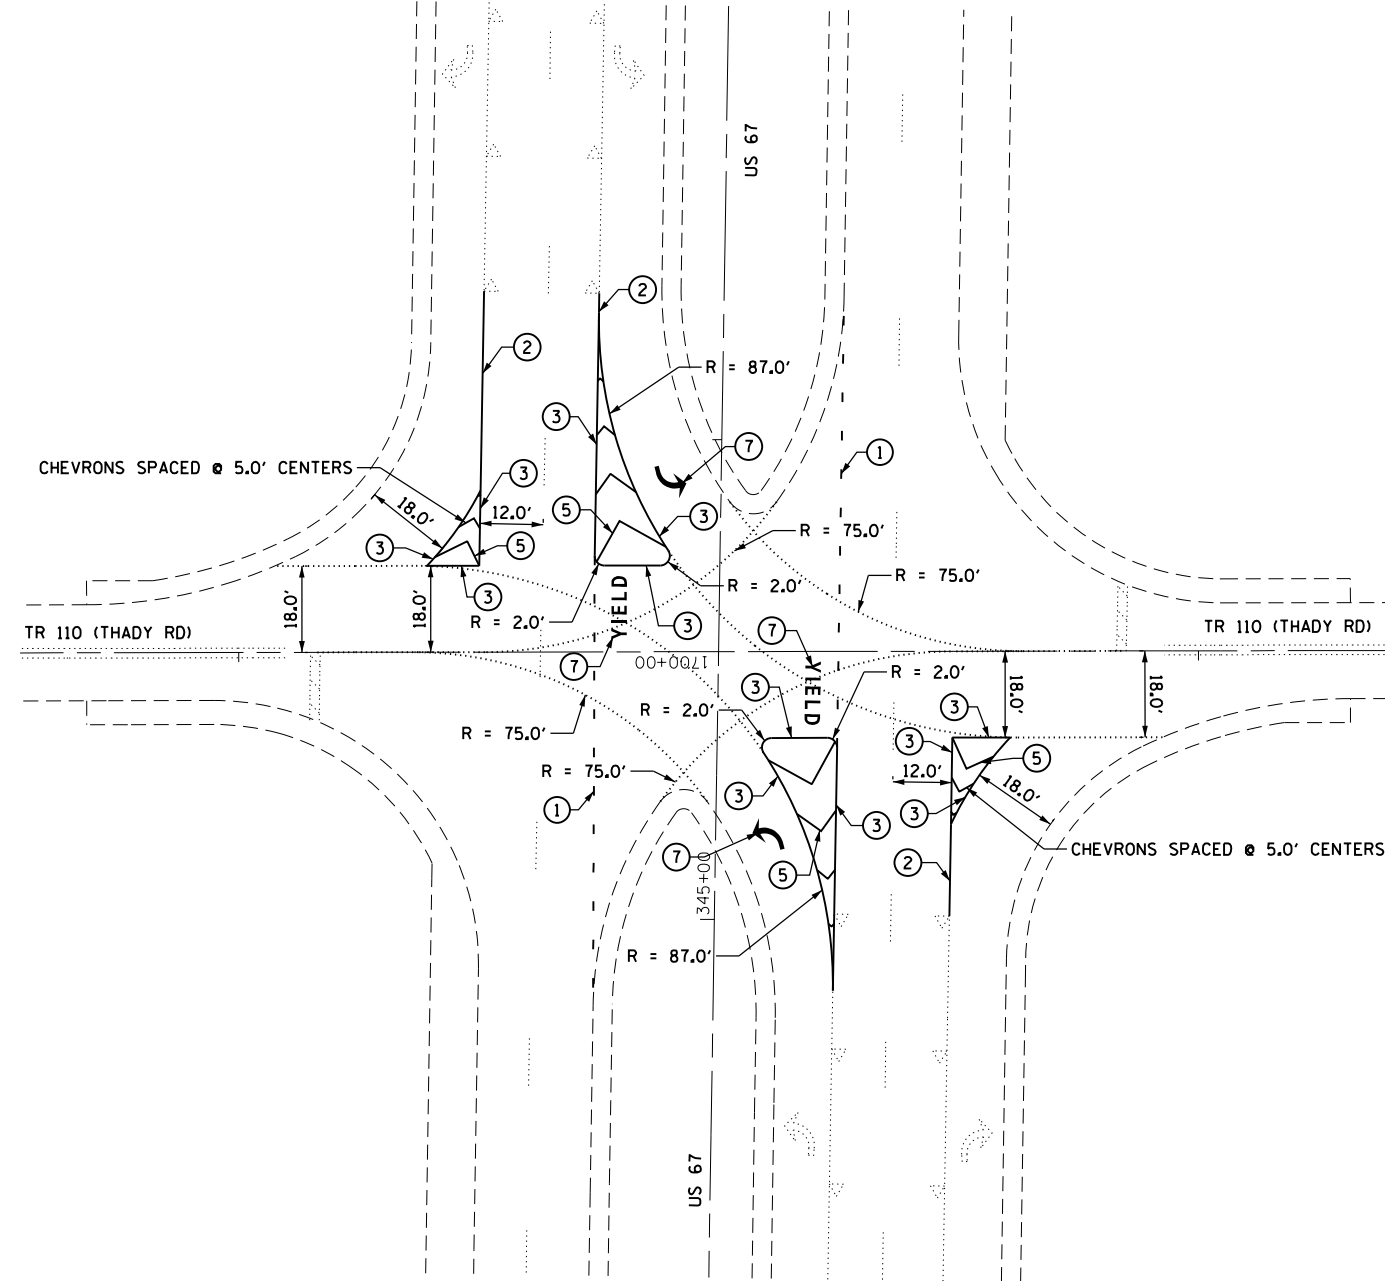 US 67
2
2
R = 87.0'
3
7
1
CHEVRONS SPACED @ 5.0' CENTERS
3
18.0'
12.0'
5
3
R = 75.0'
3
5
R = 75.0'
R = 2.0'
18.0'
18.0'
3
R = 2.0'
YIELD
3
7
TR 110 (THADY RD)
TR 110 (THADY RD)
7
1700+00
YIELD
R = 2.0'
3
18.0'
18.0'
R = 2.0'
3
R = 75.0'
3
5
R = 75.0'
12.0'
18.0'
3
1
3
3
CHEVRONS SPACED @ 5.0' CENTERS
7
5
2
345+00
R = 87.0'
US 67